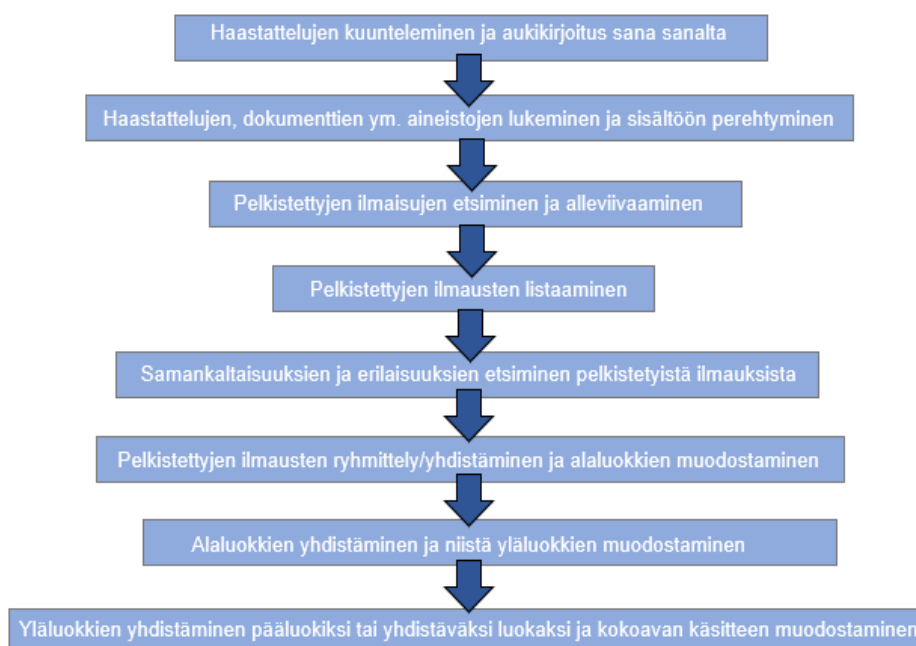 Haastattelujen kuunteleminen ja aukikirjoitus sana sanalta
Haastattelujen, dokumenttien ym. aineistojen lukeminen ja sisältöön perehtyminen
Pelkistettyjen ilmaisujen etsiminen ja alleviivaaminen
Pelkistettyjen ilmausten listaaminen
Samankaltaisuuksien ja erilaisuuksien etsiminen pelkistetyistä ilmauksista
Pelkistettyjen ilmausten ryhmittely/yhdistäminen ja alaluokkien muodostaminen
Alaluokkien yhdistäminen ja niistä yläluokkien muodostaminen
Yläluokkien yhdistäminen pääluokiksi tai yhdistäväksi luokaksi ja kokoavan käsitteen muodostaminen